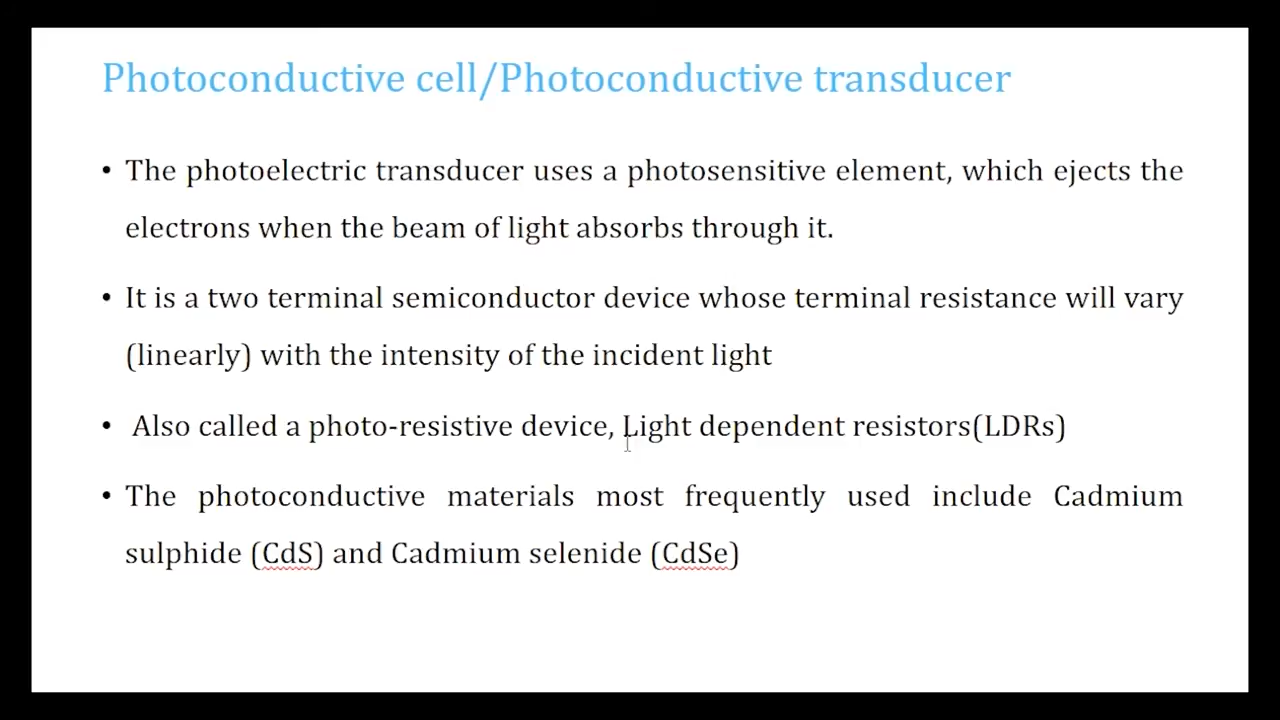 Photoconductive cell/Photoconductive transducer
• The photoelectric transducer uses a photosensitive element, which ejects the
electrons when the beam of light absorbs through it.
• It is a two terminal semiconductor device whose terminal resistance will vary
(linearly) with the intensity of the incident light
• Also called a photo-resistive device, Light dependent resistors(LDRs)
• The photoconductive materials most frequently used include Cadmium
sulphide (CdS) and Cadmium selenide (CdSe)